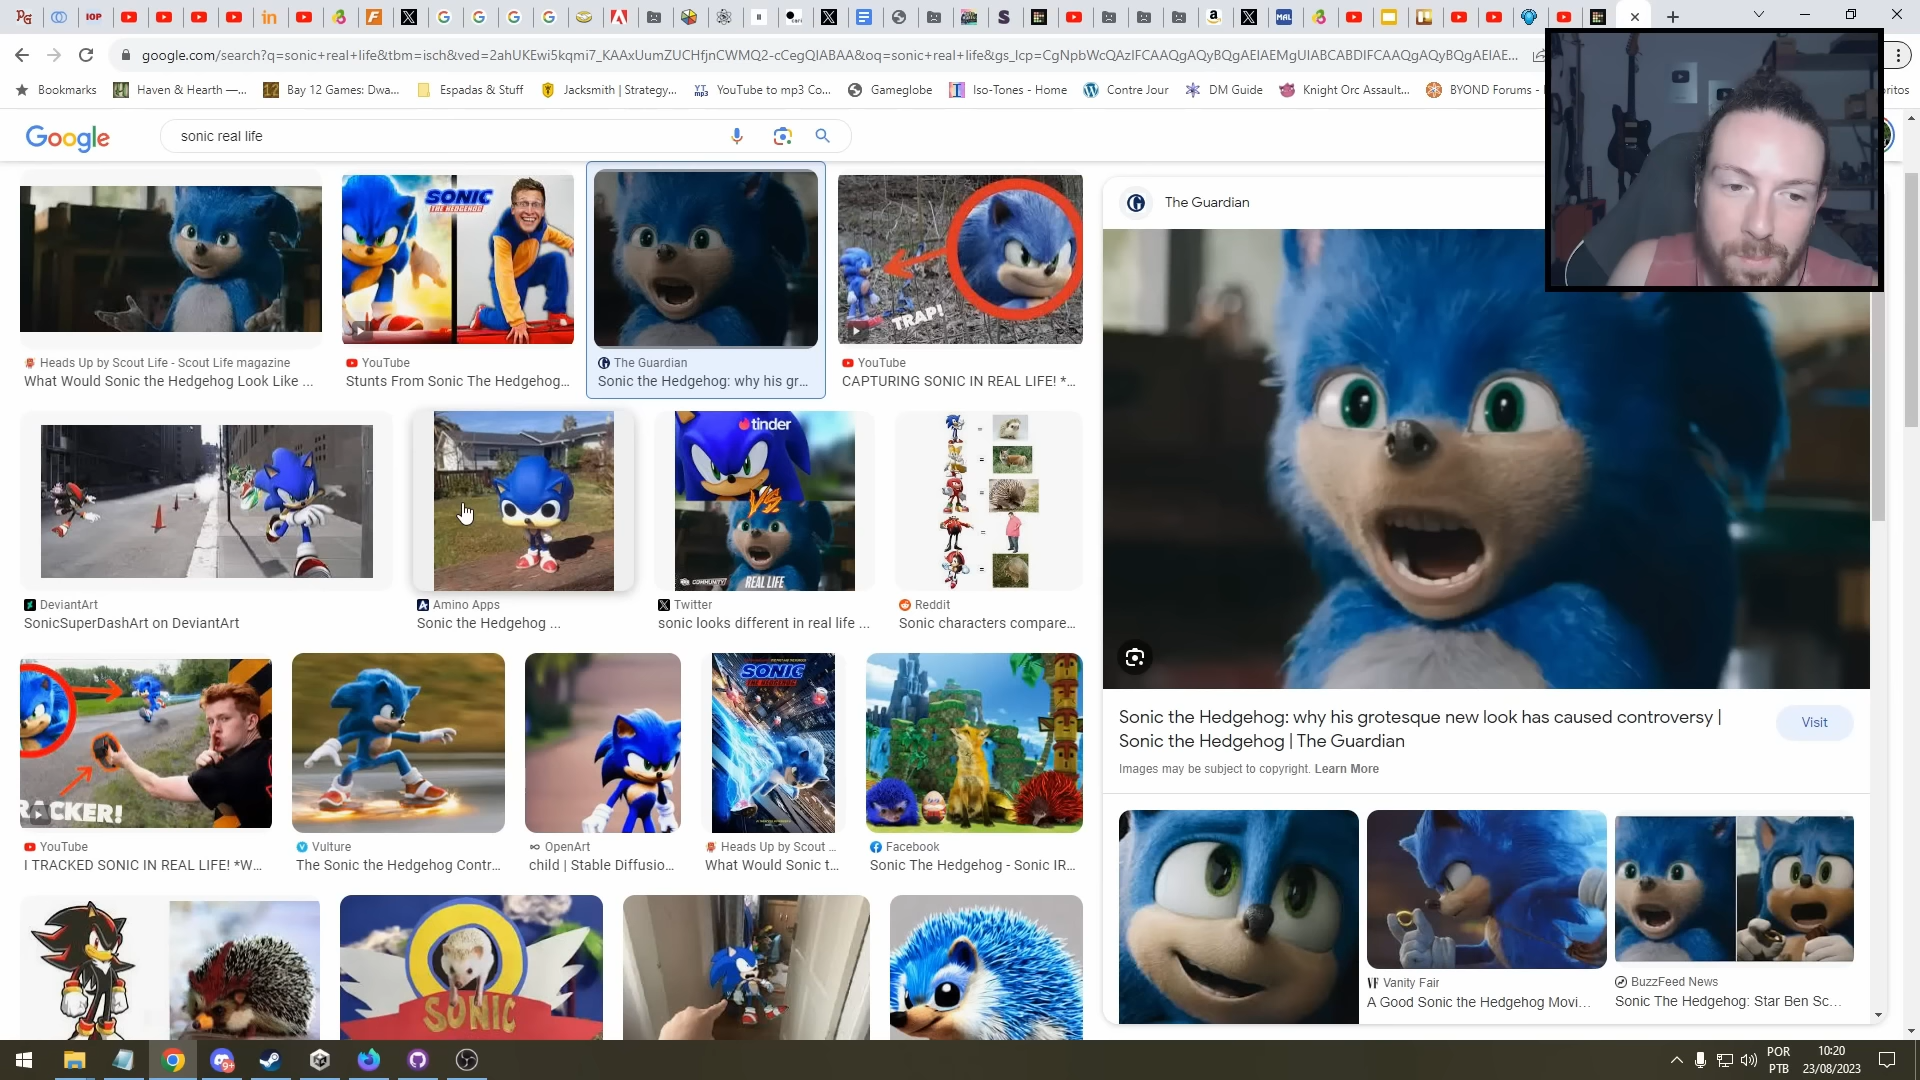 google.com/search?q=sonic+real+life&tbm=isch&ved=2ahUKEwi5kqmi7_KAAxUumZUCHfjnCWMQ2-cCegQIABAA&oq=sonic+real+life&gs_lcp=CgNpbWcQAzIFCAAQgAQyBQgAEIAEMgUIABCABDIFCAAQgAQyBQgAEIAE...
Bookmarks
Haven & Hearth —...
Bay 12 Games: Dwa...
Espadas & Stuff
Jacksmith | Strategy...
YouTube to mp3 Co...
Gameglobe
Iso-Tones - Home
Contre Jour
DM Guide
Knight Orc Assault...
BYOND Forums -
oritos
Google
sonic real life
SONIC
THE HEDGEHOG
TRAP!
Heads Up by Scout Life - Scout Life magazine
What Would Sonic the Hedgehog Look Like ...
YouTube
Stunts From Sonic The Hedgehog...
The Guardian
Sonic the Hedgehog: why his gr...
YouTube
CAPTURING SONIC IN REAL LIFE! *...
tinder
VS
COMMUNITY
REAL LIFE
DeviantArt
SonicSuperDashArt on DeviantArt
Amino Apps
Sonic the Hedgehog ...
Twitter
sonic looks different in real life ...
Reddit
Sonic characters compare...
RACKER!
SONIC
YouTube
I TRACKED SONIC IN REAL LIFE! *W...
Vulture
The Sonic the Hedgehog Contr...
OpenArt
child | Stable Diffusio...
Heads Up by Scout ...
What Would Sonic t...
Facebook
Sonic The Hedgehog - Sonic IR...
SONIC
The Guardian
Sonic the Hedgehog: why his grotesque new look has caused controversy |
Sonic the Hedgehog | The Guardian
Visit
Images may be subject to copyright. Learn More
Vanity Fair
A Good Sonic the Hedgehog Movi...
BuzzFeed News
Sonic The Hedgehog: Star Ben Sc...
9+
POR
PTB
10:20
23/08/2023